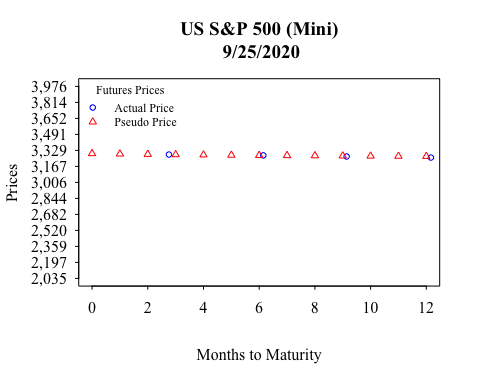 US S&P 500 (Mini)
9/25/2020
Futures Prices
Actual Price
Pseudo Price
Prices
3,976
3,814
3,652
3,491
3,329
3,167
3,006
2,844
2,682
2,520
2,359
2,197
2,035
0 2 4 6 8 10 12
Months to Maturity